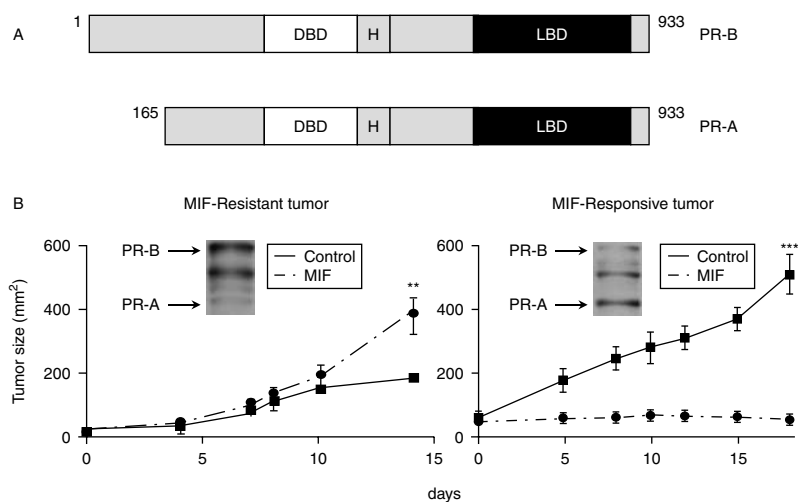 A
1
DBD
H
LBD
933
PR-B
165
DBD
H
LBD
933
PR-A
B
MIF-Resistant tumor
MIF-Responsive tumor
Tumor size (mm²)
600
400
200
0
0
5
10
15
PR-B
PR-A
Control
MIF
**
600
400
200
0
0
5
10
15
PR-B
PR-A
Control
MIF
***
days